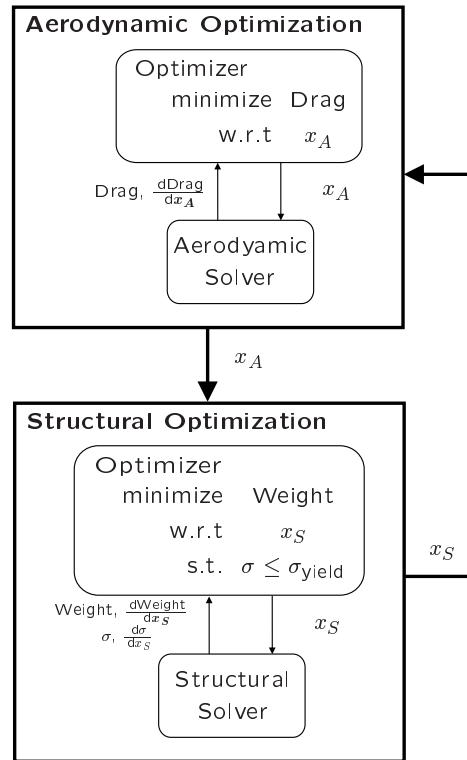 Aerodynamic Optimization
Optimizer
minimize Drag
w.r.t x_A
Drag, dDrag/dx_A
x_A
Aerodyamic
Solver
x_A
Structural Optimization
Optimizer
minimize Weight
w.r.t x_S
s.t. σ ≤ σ_yield
x_S
Weight, dWeight/dx_S
σ, dσ/dx_S
x_S
Structural
Solver